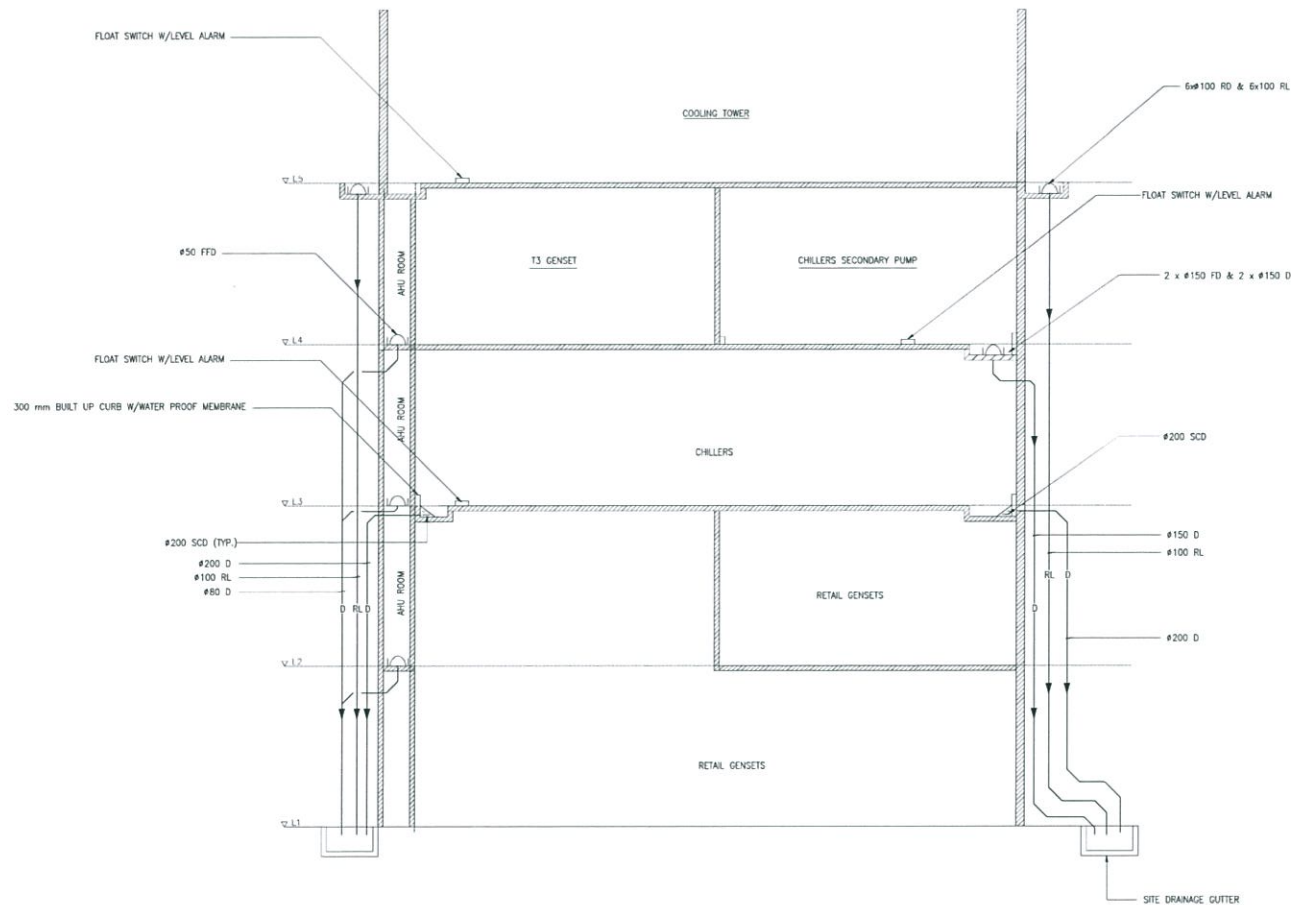 FLOAT SWITCH W/LEVEL ALARM
6xø100 RD & 6x100 RL
COOLING TOWER
L5
FLOAT SWITCH W/LEVEL ALARM
ø50 FFD
AHU ROOM
T3 GENSET
CHILLERS SECONDARY PUMP
2 x ø150 FD & 2 x ø150 D
L4
FLOAT SWITCH W/LEVEL ALARM
300 mm BUILT UP CURB W/WATER PROOF MEMBRANE
AHU ROOM
CHILLERS
ø200 SCD
L3
ø200 SCD (TYP.)
ø150 D
ø200 D
ø100 RL
ø100 RL
ø80 D
AHU ROOM
RETAIL GENSETS
RL D
D RL D
D
ø200 D
L2
RETAIL GENSETS
L1
SITE DRAINAGE GUTTER